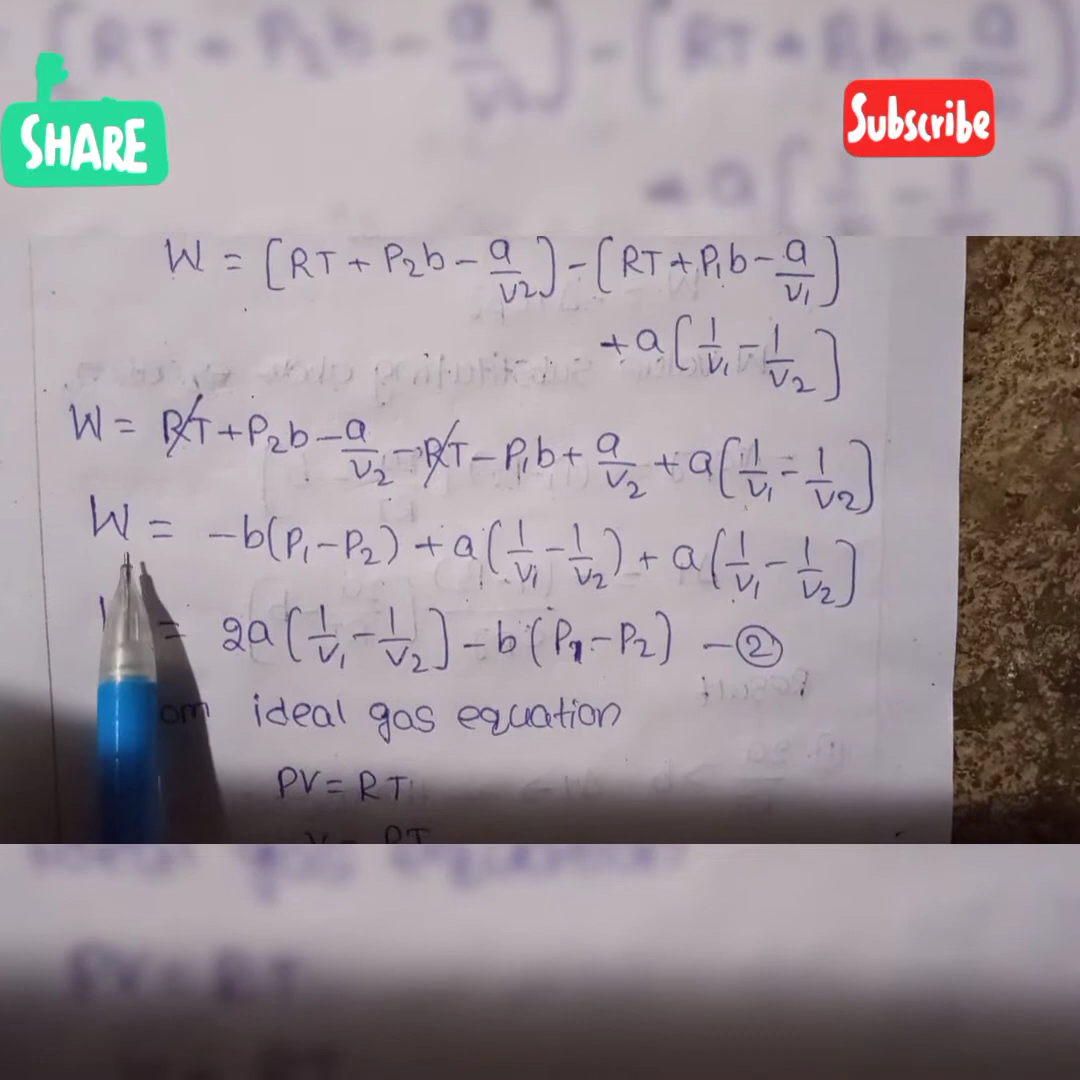 SHARE
Subscribe
W = [RT + P₂b - a/v2] - [RT + P₁b - a/v₁]
+ a[1/v₁ - 1/v₂]
W = RT + P₂b - a/v₂ - RT - P₁b + a/v₂ + a[1/v₁ - 1/v2]
W = -b(P₁ - P₂) + a(1/v₁ - 1/v₂) + a(1/v₁ - 1/v₂]
= 2a(1/v₁ - 1/v₂] - b(P₁ - P₂) — ②
om ideal gas equation
PV = RT